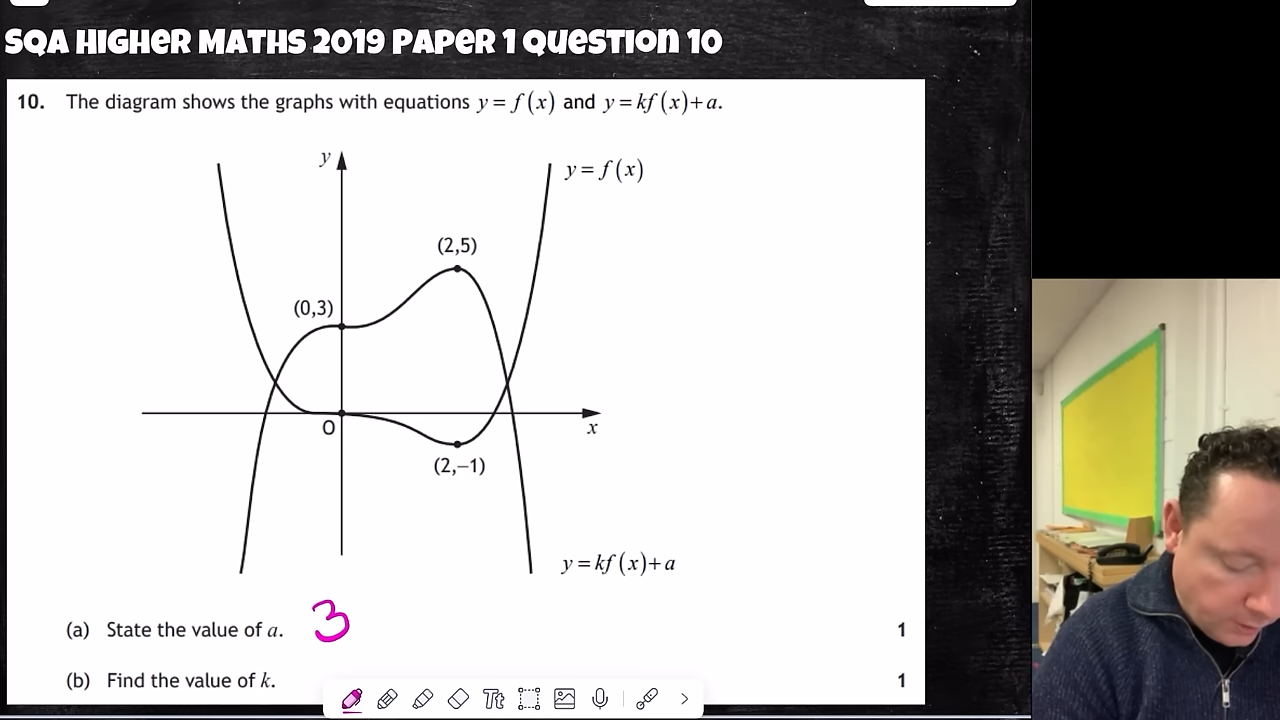 SQA HIGHER MATHS 2019 PAPER 1 QUESTION 10
10. The diagram shows the graphs with equations y = f(x) and y = kf(x)+a.
y
y = f(x)
(2,5)
(0,3)
O
x
(2,−1)
y = kf(x)+a
(a) State the value of a. 3 1
(b) Find the value of k. 1
Tt